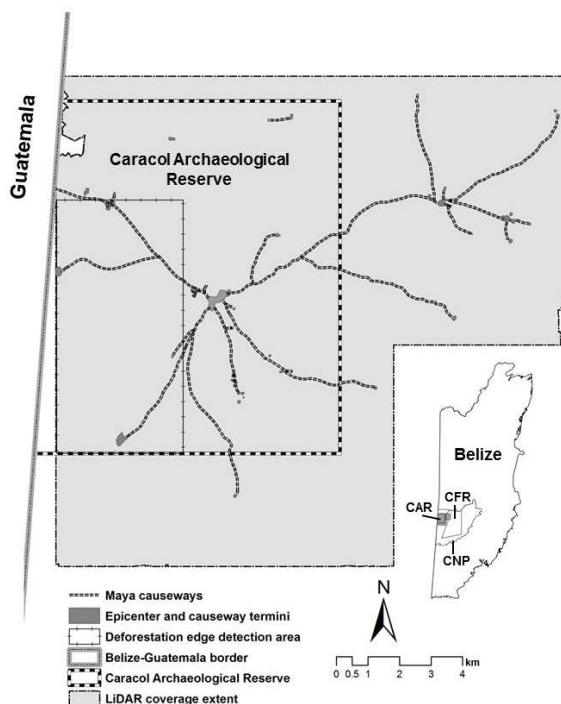 Guatemala
Caracol Archaeological
Reserve
Belize
CFR
CAR
CNP
Maya causeways
Epicenter and causeway termini
Deforestation edge detection area
Belize-Guatemala border
Caracol Archaeological Reserve
LiDAR coverage extent
N
km
0 0.5 1 2 3 4